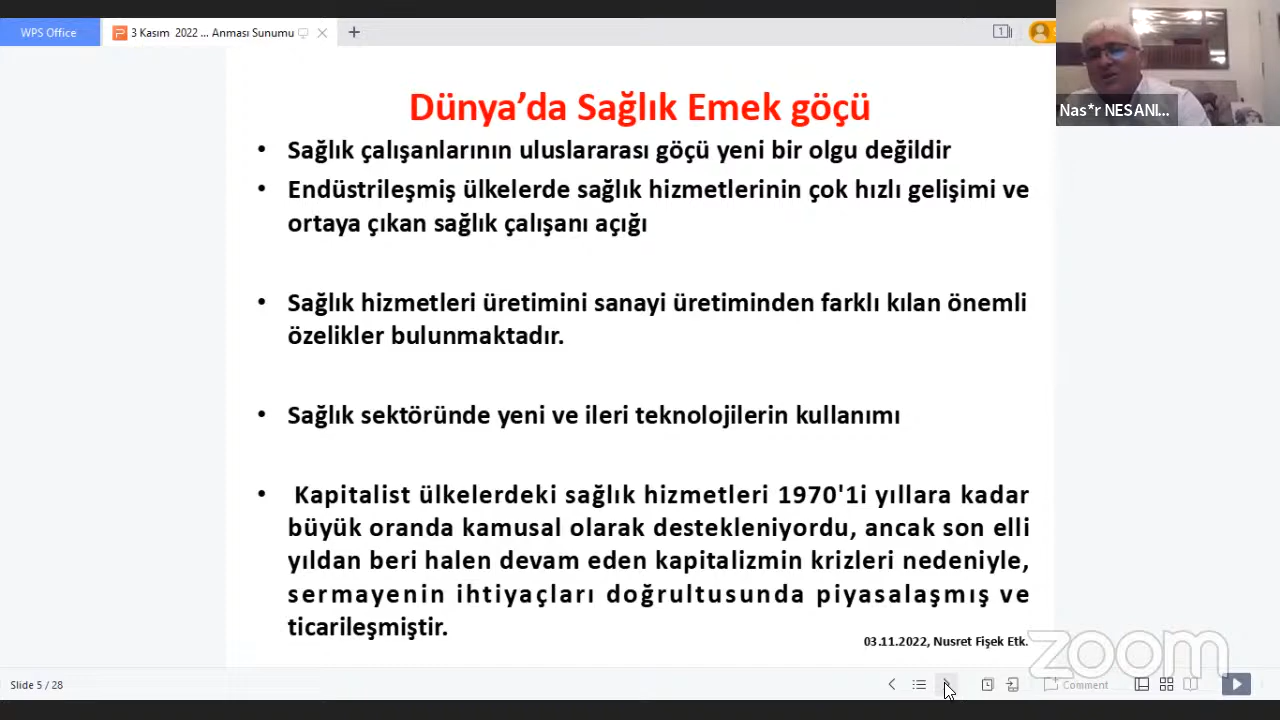 WPS Office
3 Kasım 2022 ... Anması Sunumu
1
Nas*r NESANI...
Dünya’da Sağlık Emek göçü
• Sağlık çalışanlarının uluslararası göçü yeni bir olgu değildir
• Endüstrileşmiş ülkelerde sağlık hizmetlerinin çok hızlı gelişimi ve
ortaya çıkan sağlık çalışanı açığı
• Sağlık hizmetleri üretimini sanayi üretiminden farklı kılan önemli
özelikler bulunmaktadır.
• Sağlık sektöründe yeni ve ileri teknolojilerin kullanımı
• Kapitalist ülkelerdeki sağlık hizmetleri 1970'1i yıllara kadar
büyük oranda kamusal olarak destekleniyordu, ancak son elli
yıldan beri halen devam eden kapitalizmin krizleri nedeniyle,
sermayenin ihtiyaçları doğrultusunda piyasalaşmış ve
ticarileşmiştir.
03.11.2022, Nusret Fişek Etk.
zoom
Slide 5 / 28
Comment